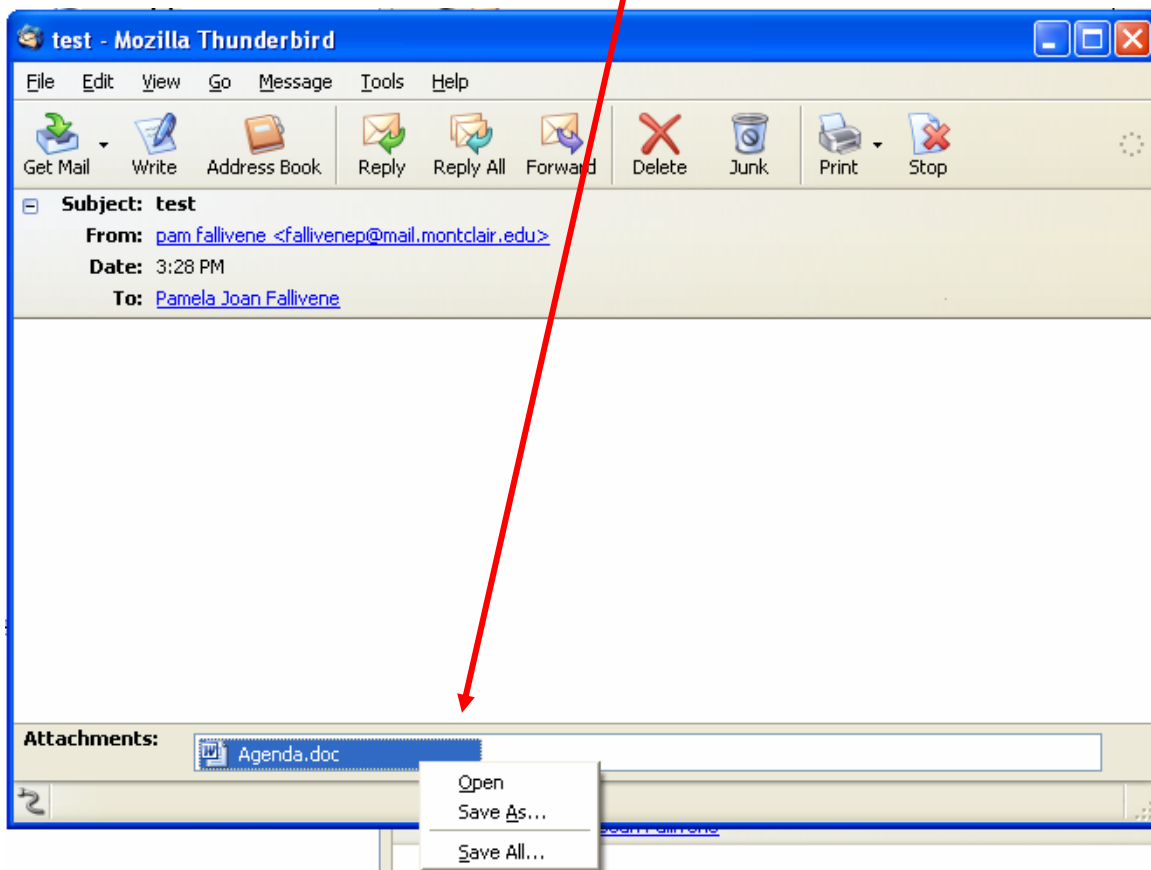 test - Mozilla Thunderbird
File Edit View Go Message Tools Help
Get Mail Write Address Book Reply Reply All Forward Delete Junk Print Stop
Subject: test
From: pam fallivene <fallivenep@mail.montclair.edu>
Date: 3:28 PM
To: Pamela Joan Fallivene
Attachments: Agenda.doc
Open
Save As...
Save All...